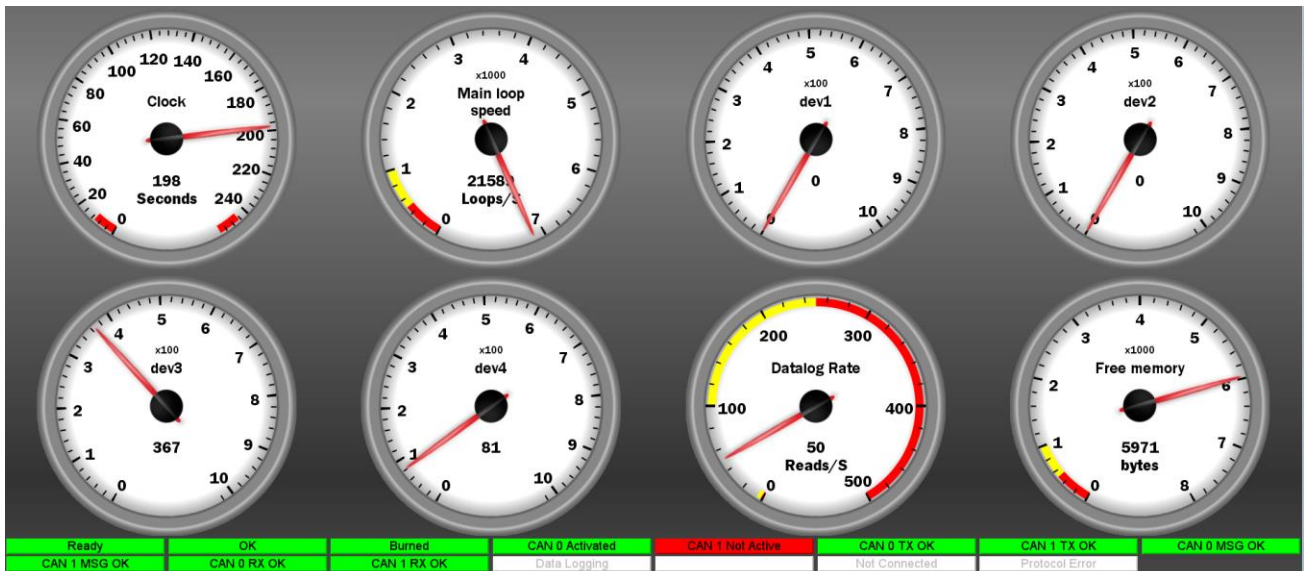 120 140
100 160
80 Clock 180
60 200
40 198 220
20 Seconds 240
0
3 x1000 4
2 Main loop 5
speed
1 Loops/S 6
0 7
4 5 6
3 x100 7
dev1
2 8
1 0 9
0 10
4 5 6
3 x100 7
dev2
2 8
1 0 9
0 10
4 5 6
3 x100 7
dev3
2 8
1 367 9
0 10
4 5 6
3 x100 7
dev4
2 8
1 81 9
0 10
200 300
Datalog Rate
100 400
50
Reads/S
0 500
4
3 x1000 5
Free memory
2 6
1 5971 7
bytes
0 8
Ready OK Burned CAN 0 Activated CAN 1 Not Active CAN 0 TX OK CAN 1 TX OK CAN 0 MSG OK
CAN 1 MSG OK CAN 0 RX OK CAN 1 RX OK Data Logging Not Connected Protocol Error